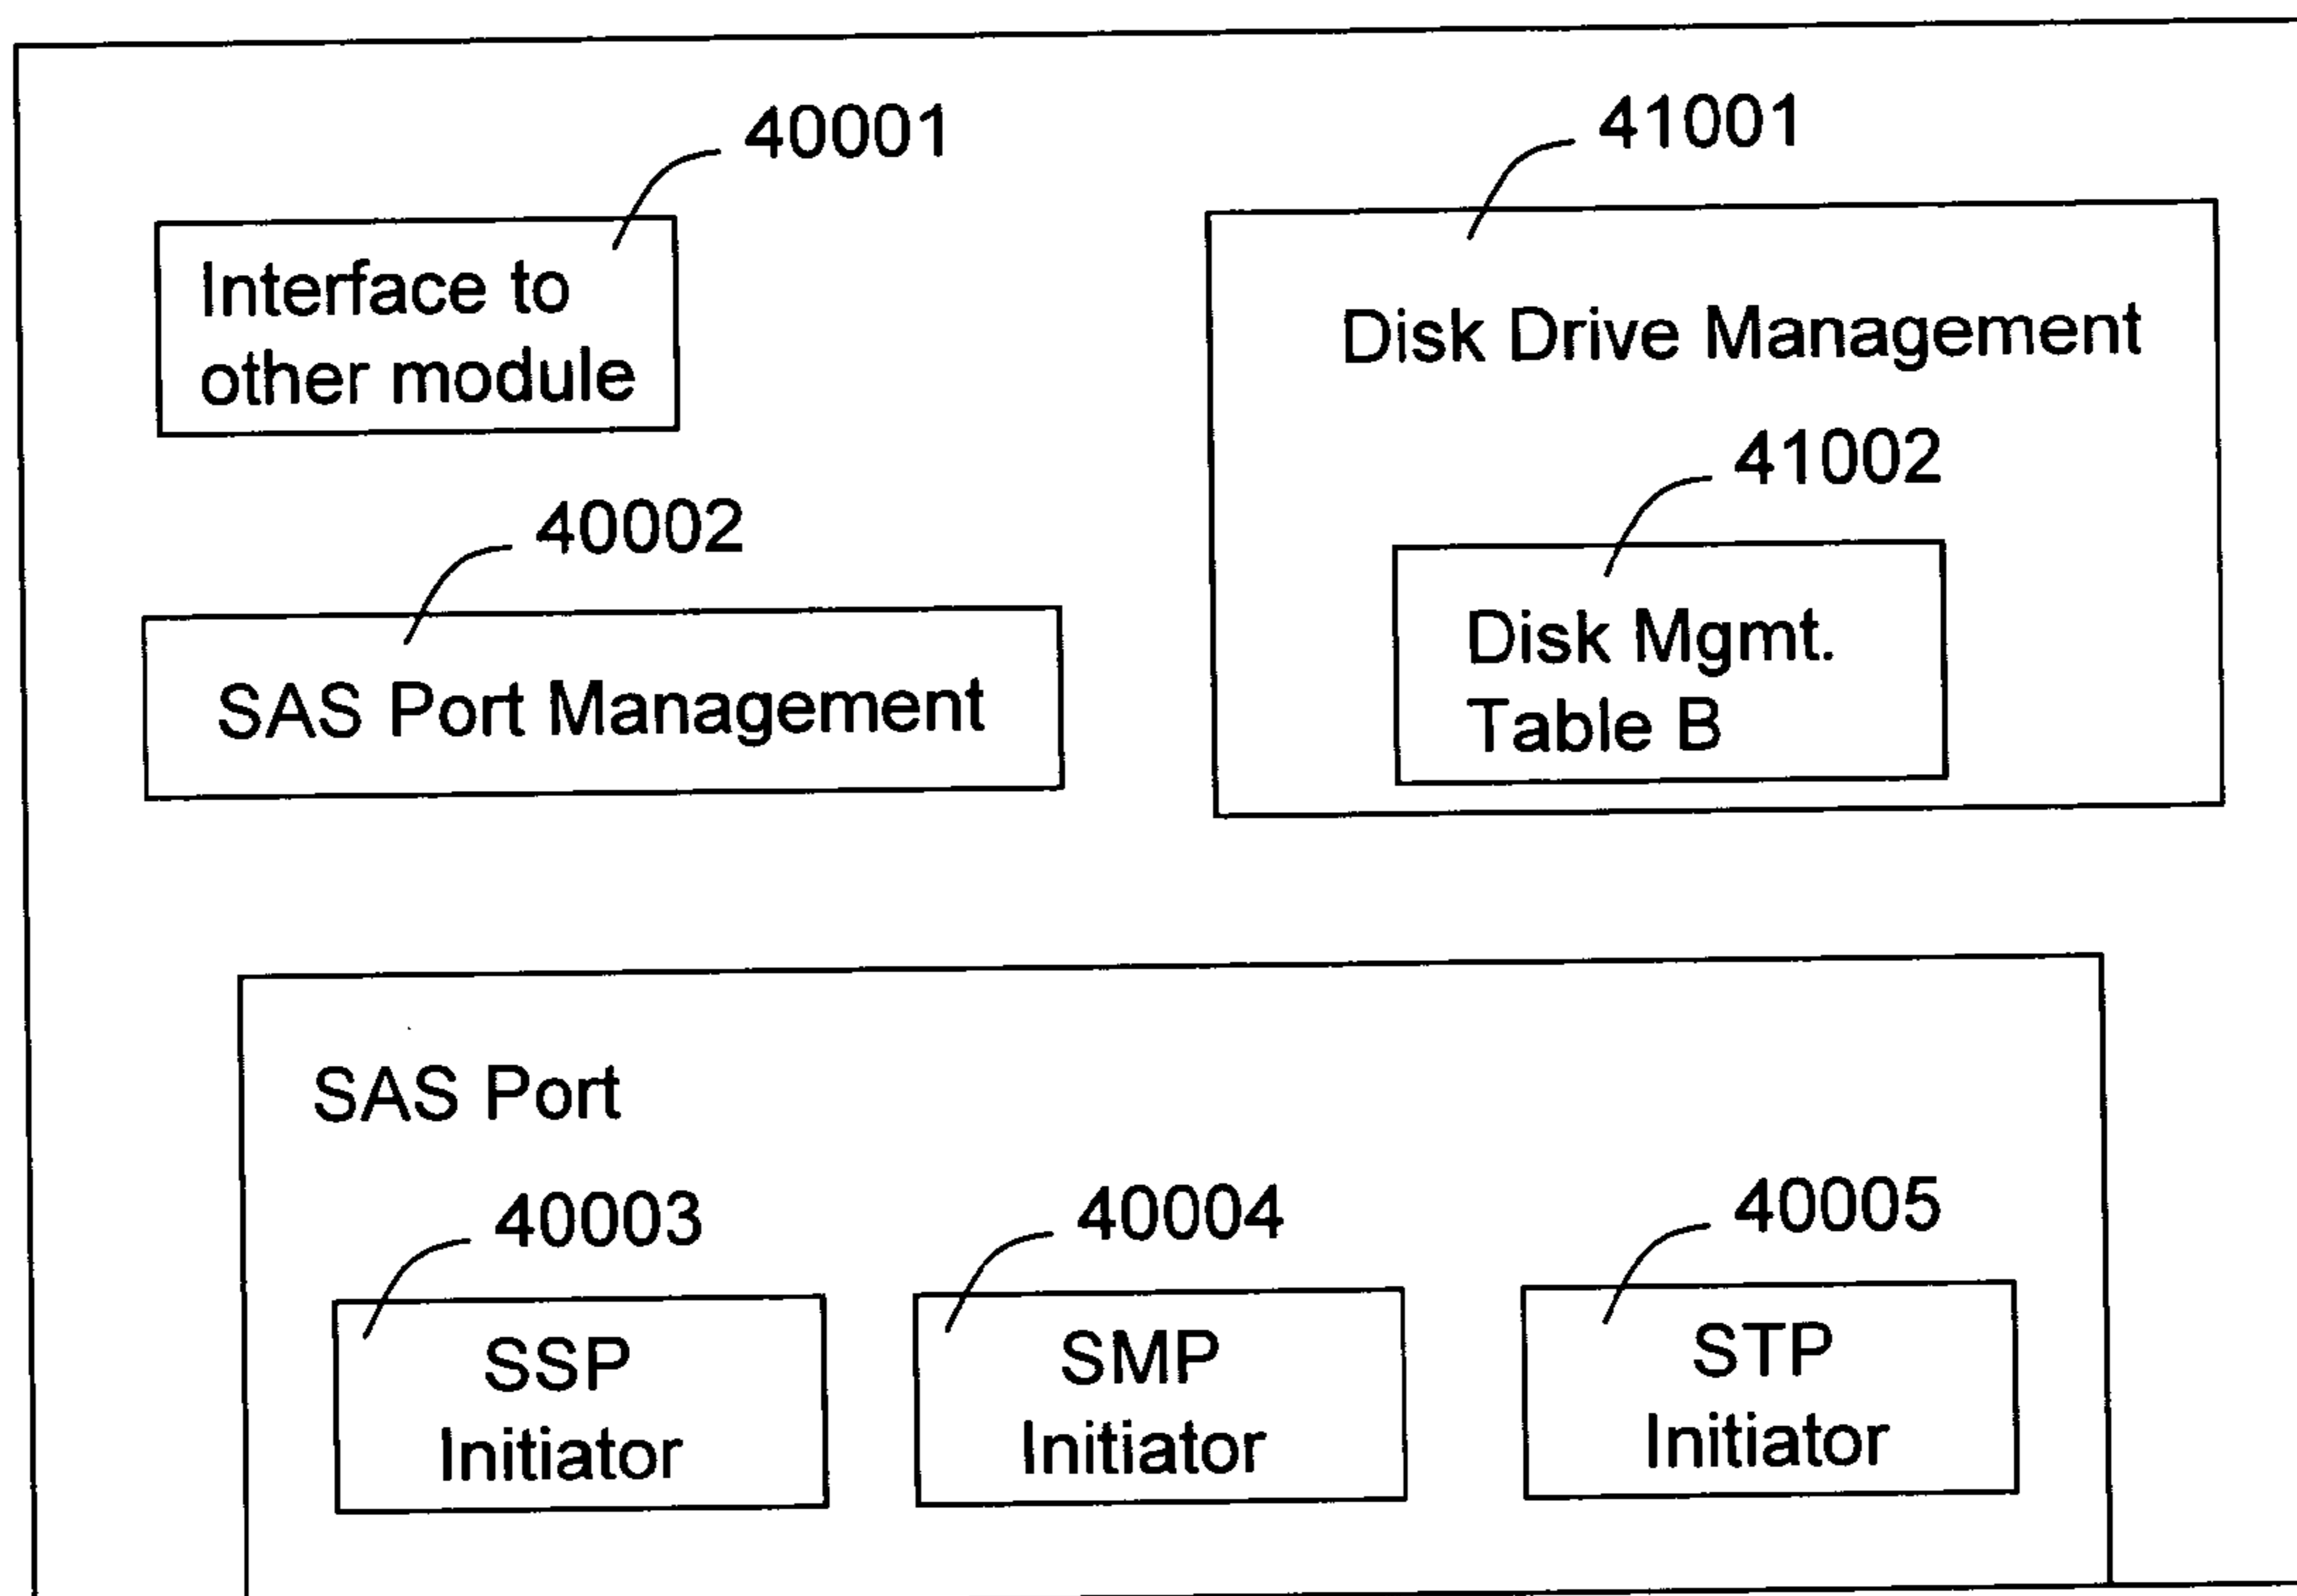 40001
Interface to
other module
41001
Disk Drive Management
41002
Disk Mgmt.
Table B
40002
SAS Port Management
SAS Port
40003
SSP
Initiator
40004
SMP
Initiator
40005
STP
Initiator